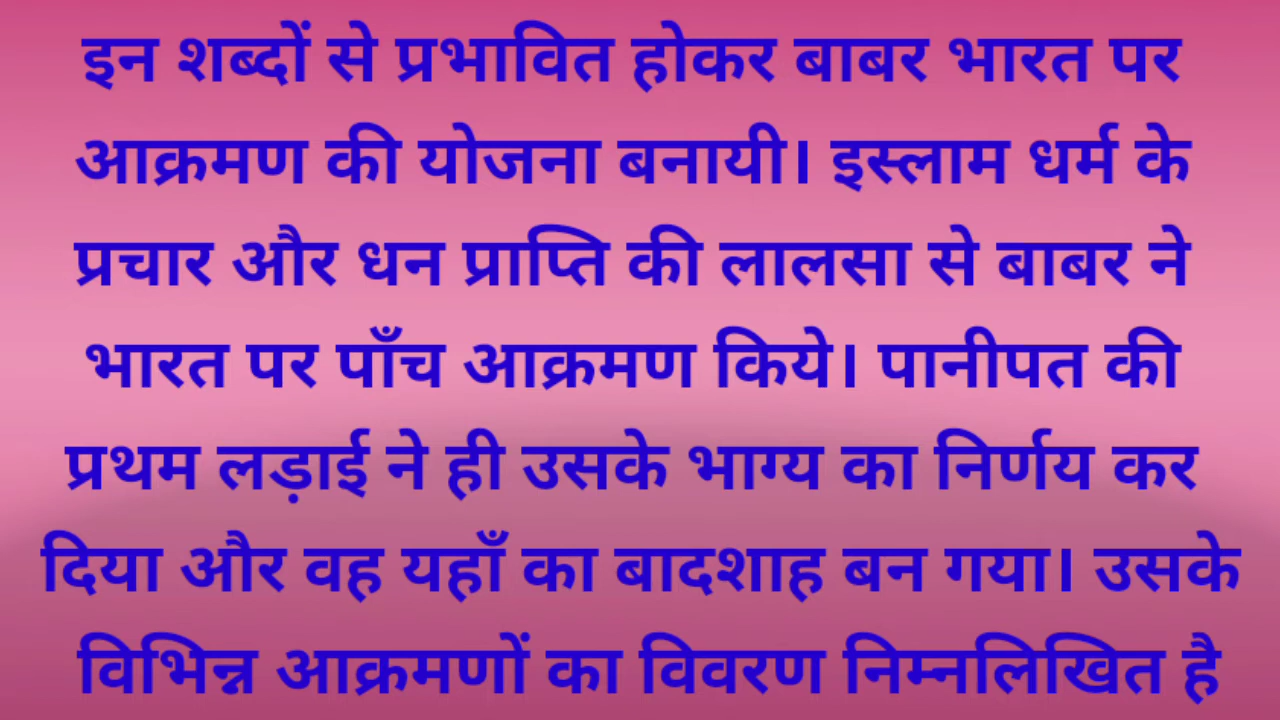 इन शब्दों से प्रभावित होकर बाबर भारत पर
आक्रमण की योजना बनायी। इस्लाम धर्म के
प्रचार और धन प्राप्ति की लालसा से बाबर ने
भारत पर पाँच आक्रमण किये। पानीपत की
प्रथम लड़ाई ने ही उसके भाग्य का निर्णय कर
दिया और वह यहाँ का बादशाह बन गया। उसके
विभिन्न आक्रमणों का विवरण निम्नलिखित है